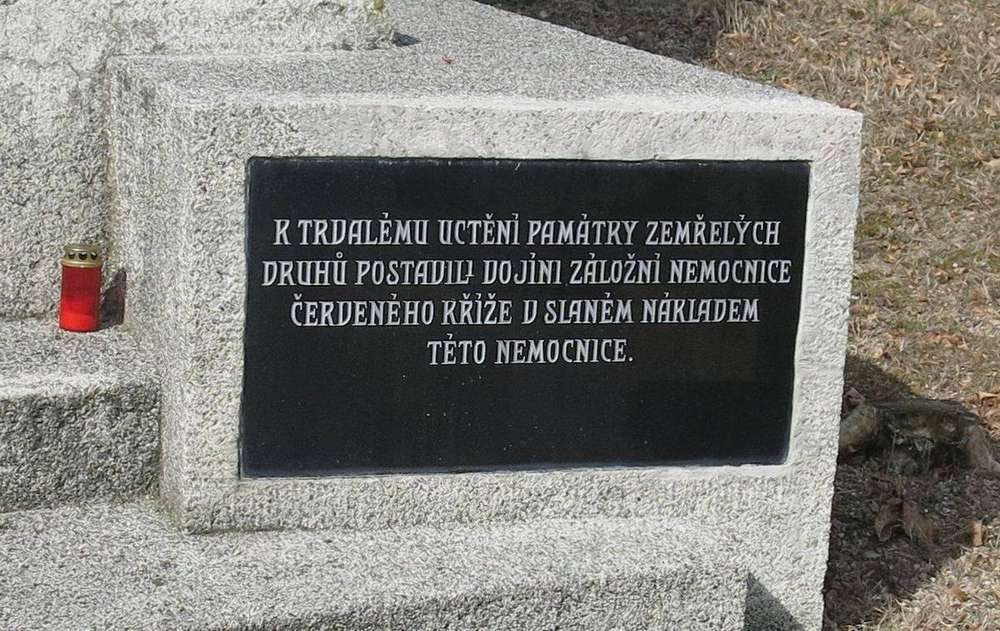 K TRVALÉMU UCTĚNÍ PAMÁTKY ZEMŘELÝCH
DRUHŮ POSTAVILI VOJÍNI ZÁLOŽNÍ NEMOCNICE
ČERVENÉHO KŘÍŽE V SLANÉM NÁKLADEM
TÉTO NEMOCNICE.